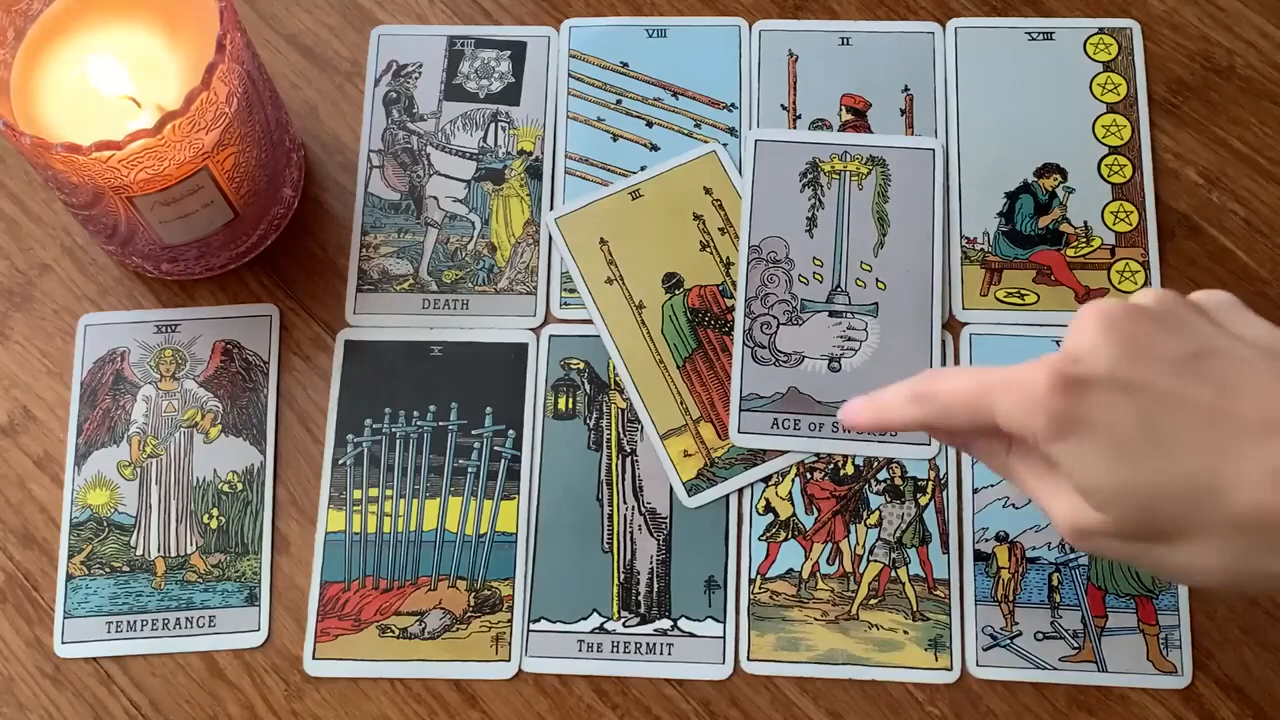 XIII
VIII
II
VIII
DEATH
III
ACE OF SWORDS
XIV
X
TEMPERANCE
THE HERMIT